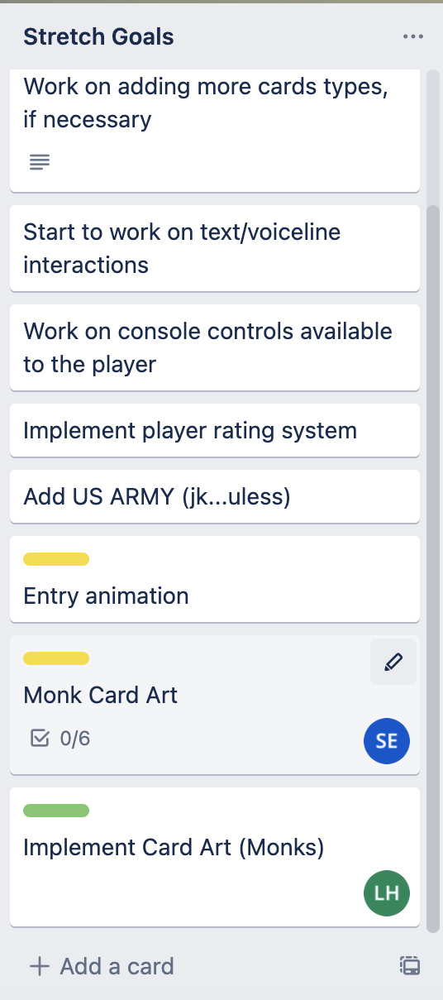 Stretch Goals
Work on adding more cards types,
if necessary
Start to work on text/voiceline
interactions
Work on console controls available
to the player
Implement player rating system
Add US ARMY (jk...uless)
Entry animation
Monk Card Art
0/6
SE
Implement Card Art (Monks)
LH
Add a card